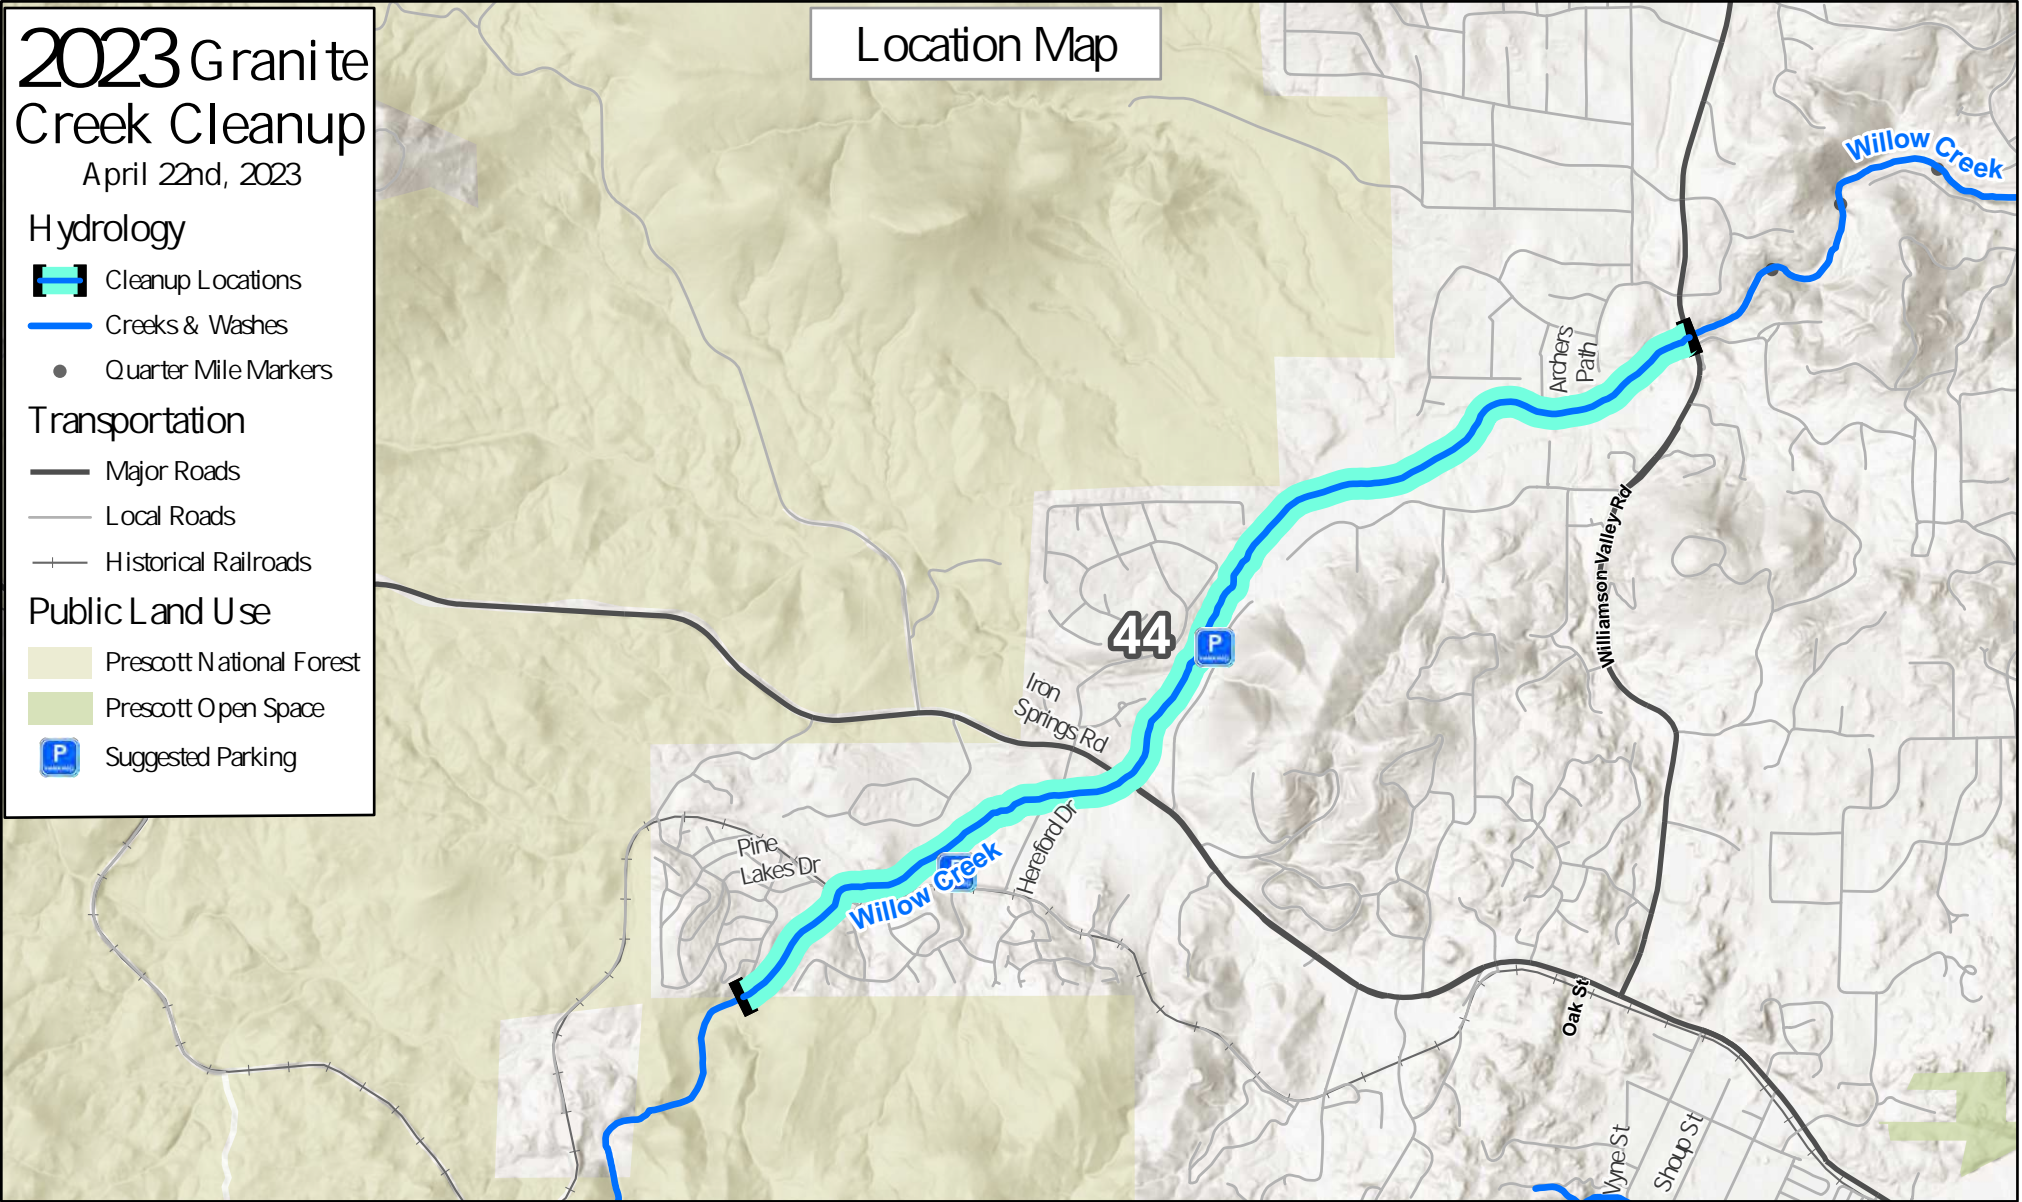 2023 Granite
Creek Cleanup
April 22nd, 2023
Hydrology
Cleanup Locations
Creeks & Washes
Quarter Mile Markers
Transportation
Major Roads
Local Roads
Historical Railroads
Public Land Use
Prescott National Forest
Prescott Open Space
P
Suggested Parking
Location Map
Willow Creek
Archers
Path
Williamson Valley Rd
44
P
Iron
Springs Rd
Hereford Dr
Pine
Lakes Dr
Willow Creek
Oak St
Vyne St
Shoup St